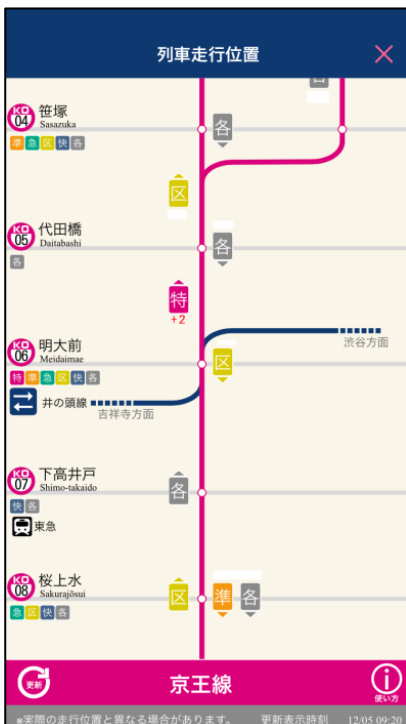 列車走行位置 ×
KO 04 笹塚
Sasazuka
準 急 区 快 各
各
各
区
KO 05 代田橋
Daitabashi
各
各
特
+2
KO 06 明大前
Meidaimae
特 準 急 区 快 各
区
渋谷方面
井の頭線
吉祥寺方面
KO 07 下高井戸
Shimo-takaido
快 各
東急
各
KO 08 桜上水
Sakurajōsui
急 区 快 各
区 準 各
更新 京王線 使い方
※実際の走行位置と異なる場合があります。 更新表示時刻 12/05 09:20